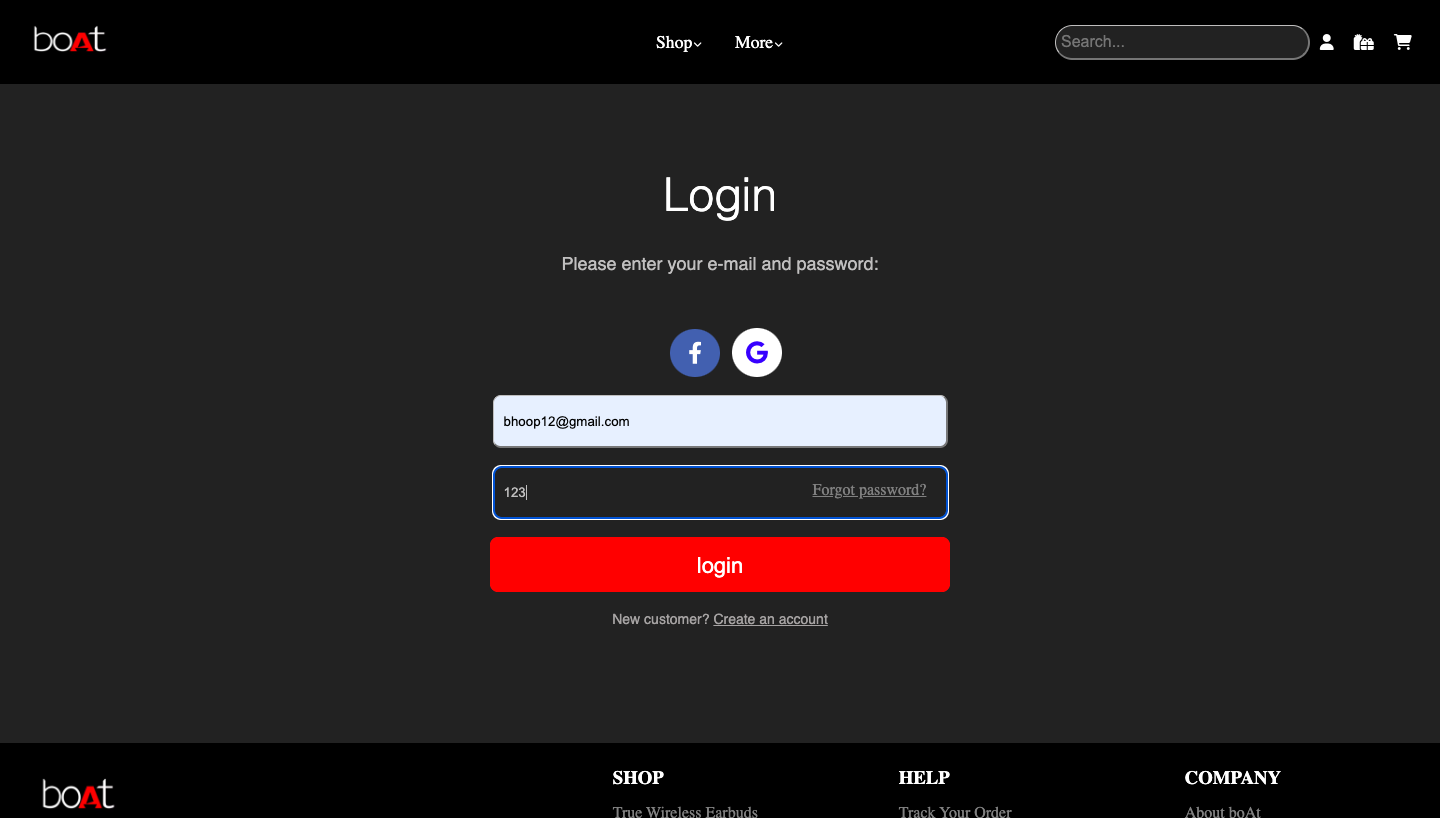 boAt
Shop
More
Search...
Login
Please enter your e-mail and password:
bhoop12@gmail.com
123
Forgot password?
login
New customer? Create an account
boAt
SHOP
HELP
COMPANY
True Wireless Earbuds
Track Your Order
About boAt